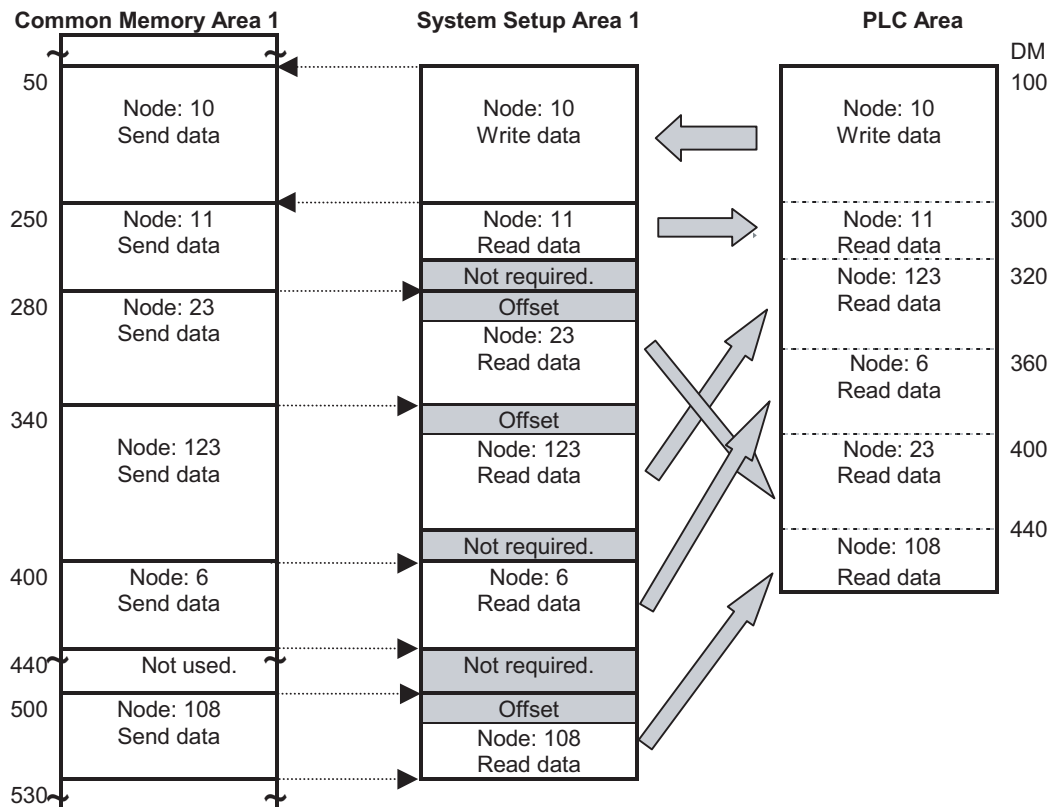 Common Memory Area 1
System Setup Area 1
PLC Area
DM
50
Node: 10
Send data
Node: 10
Write data
Node: 10
Write data
100
250
Node: 11
Send data
Node: 11
Read data
Node: 11
Read data
300
Not required.
280
Node: 23
Send data
Offset
Node: 23
Read data
Node: 123
Read data
320
340
Node: 123
Send data
Offset
Node: 123
Read data
Node: 6
Read data
360
Node: 23
Read data
400
Not required.
400
Node: 6
Send data
Node: 6
Read data
440
Node: 108
Read data
440
Not used.
Not required.
500
Node: 108
Send data
Offset
Node: 108
Read data
530